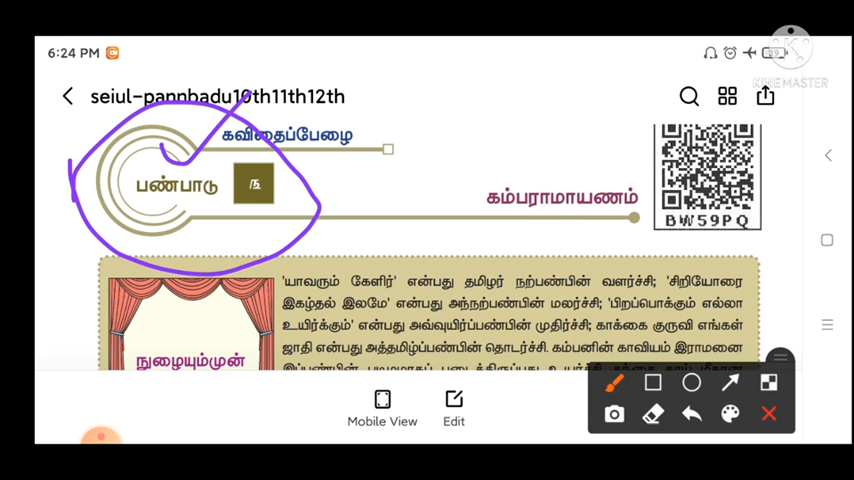 6:24 PM
89
KINEMASTER
seiul-pannbadu10th11th12th
கவிதைப்பேழை
பண்பாடு
௩
கம்பராமாயணம்
BW59PQ
'யாவரும் கேளிர்' என்பது தமிழர் நற்பண்பின் வளர்ச்சி; 'சிறியோரை
இகழ்தல் இலமே' என்பது அந்நற்பண்பின் மலர்ச்சி; 'பிறப்பொக்கும் எல்லா
உயிர்க்கும்' என்பது அவ்வுயிர்ப்பண்பின் முதிர்ச்சி; காக்கை குருவி எங்கள்
ஜாதி என்பது அத்தமிழ்ப்பண்பின் தொடர்ச்சி. கம்பனின் காவியம் இராமனை
நுழையும்முன்
Mobile View
Edit